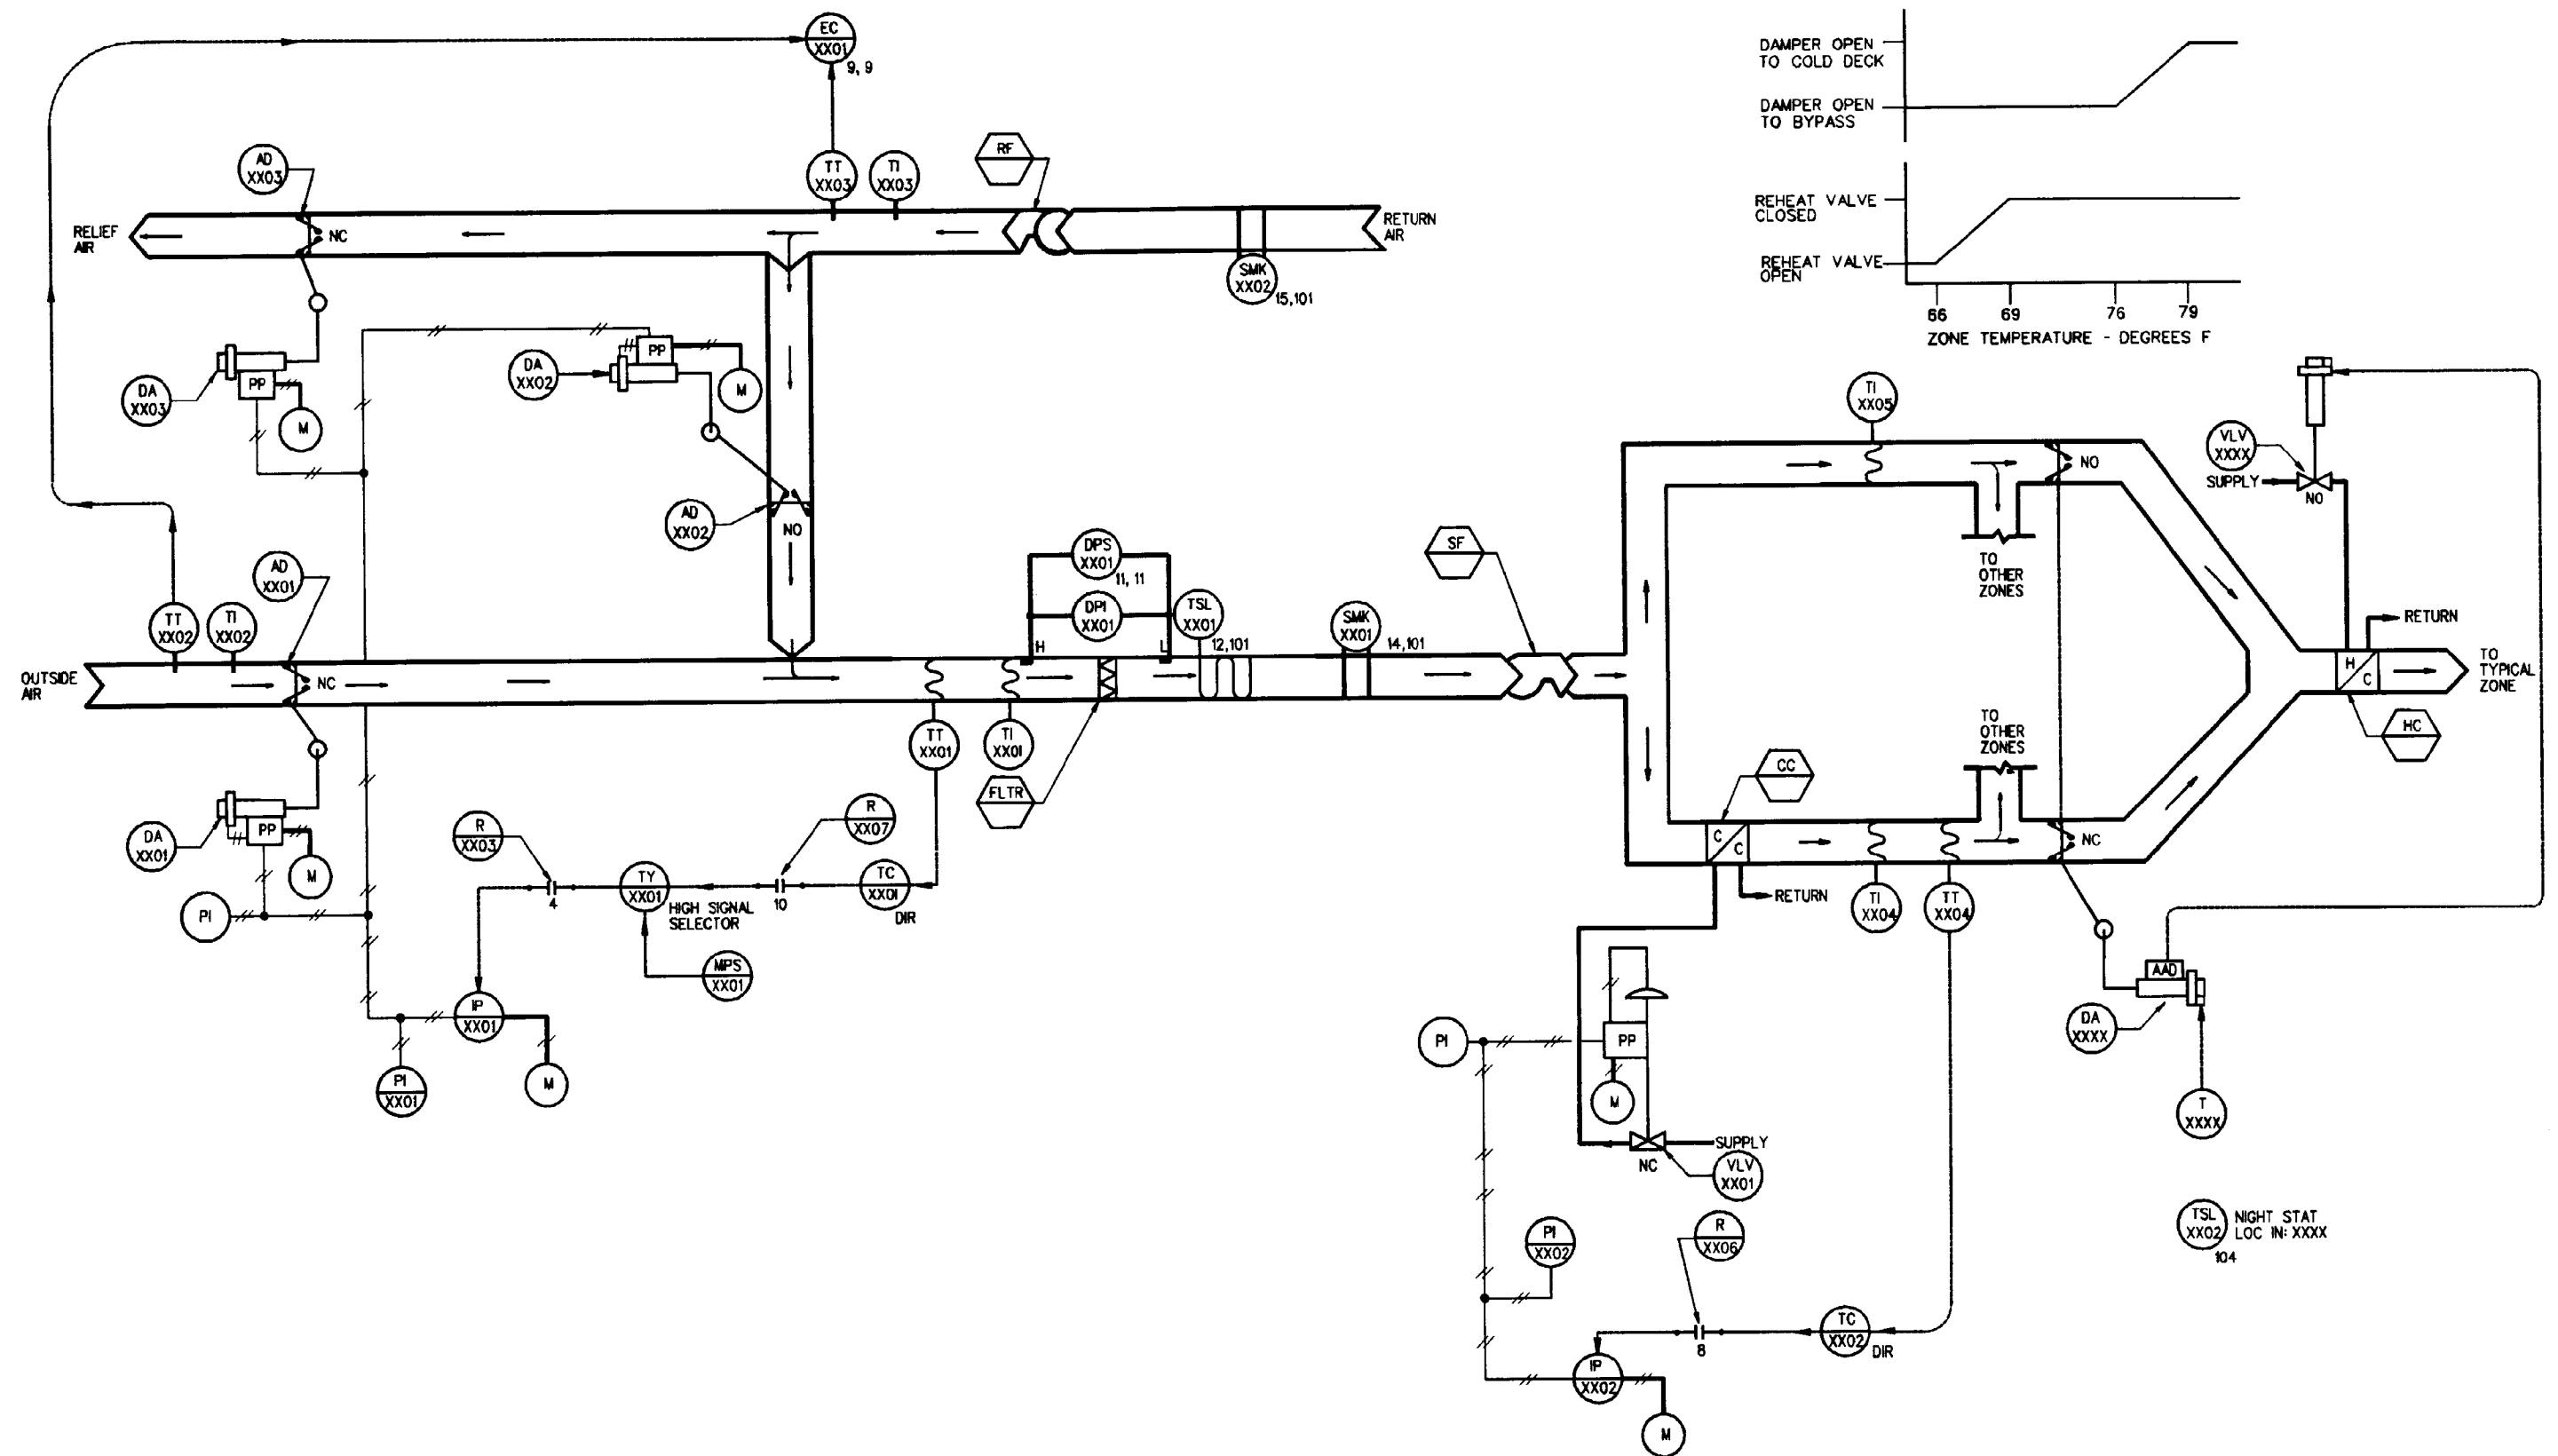 EC
XX01
9, 9
DAMPER OPEN
TO COLD DECK
DAMPER OPEN
TO BYPASS
REHEAT VALVE
CLOSED
REHEAT VALVE
OPEN
66
69
76
79
ZONE TEMPERATURE - DEGREES F
AD
XX03
TT
XX03
TI
XX03
RF
RELIEF
AIR
NC
RETURN
AIR
SMK
XX02
15,101
DA
XX03
PP
M
DA
XX02
PP
M
AD
XX02
NO
TI
XX05
NO
TO
OTHER
ZONES
VLV
XXXX
SUPPLY
NO
RETURN
AD
XX01
TT
XX02
TI
XX02
OUTSIDE
AIR
NC
DPS
XX01
11, 11
DPI
XX01
H
L
TSL
XX01
12,101
SMK
XX01
14,101
SF
H
C
TO
TYPICAL
ZONE
HC
TT
XX01
TI
XX01
FLTR
TO
OTHER
ZONES
CC
C
C
NC
RETURN
TI
XX04
TT
XX04
DA
XX01
PP
M
PI
R
XX03
4
TY
XX01
HIGH SIGNAL
SELECTOR
R
XX07
10
TC
XX01
DIR
MPS
XX01
IP
XX01
M
PI
XX01
AAD
DA
XXXX
T
XXXX
PI
PP
M
SUPPLY
NC
VLV
XX01
TSL
XX02
NIGHT STAT
LOC IN: XXXX
104
PI
XX02
R
XX06
8
TC
XX02
DIR
IP
XX02
M